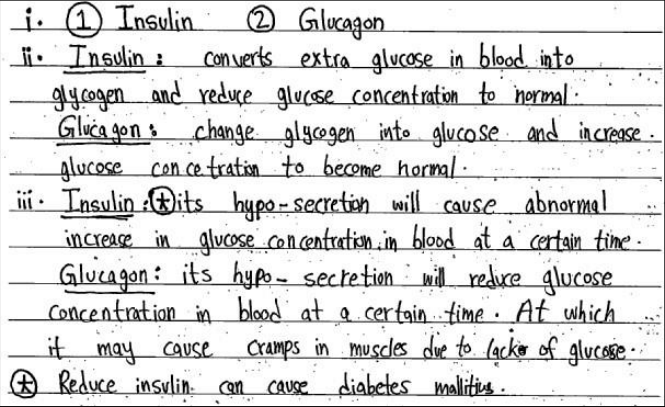 i. ① Insulin ② Glucagon
ii. Insulin : converts extra glucose in blood into
glycogen and reduce glucose concentration to normal.
Glucagon : change glycogen into glucose and increase
glucose concetration to become normal.
iii. Insulin : * its hypo-secretion will cause abnormal
increase in glucose concentration in blood at a certain time.
Glucagon : its hypo-secretion will reduce glucose
concentration in blood at a certain time. At which
it may cause cramps in muscles due to lack of glucose.
* Reduce insulin can cause diabetes mallitius.